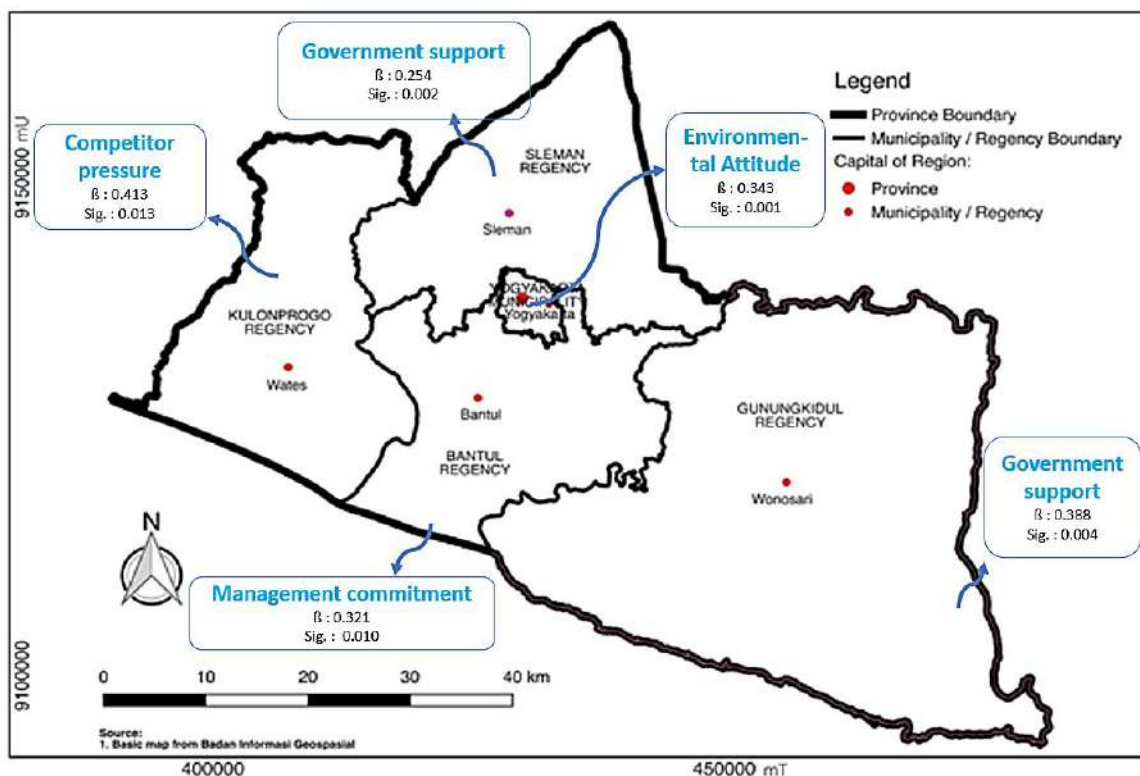 Government support
ß : 0.254
Sig. : 0.002
Competitor
pressure
ß : 0.413
Sig. : 0.013
Environmen-
tal Attitude
ß : 0.343
Sig. : 0.001
Legend
Province Boundary
Municipality / Regency Boundary
Capital of Region:
Province
Municipality / Regency
9150000 mU
SLEMAN
REGENCY
Sleman
YOGYAKARTA
MUNICIPALITY
Yogyakarta
KULONPROGO
REGENCY
Wates
Bantul
BANTUL
REGENCY
GUNUNGKIDUL
REGENCY
Wonosari
Government
support
ß : 0.388
Sig. : 0.004
N
Management commitment
ß : 0.321
Sig. : 0.010
9100000
0 10 20 30 40 km
Source:
1. Basic map from Badan Informasi Geospasial
400000 450000 mT